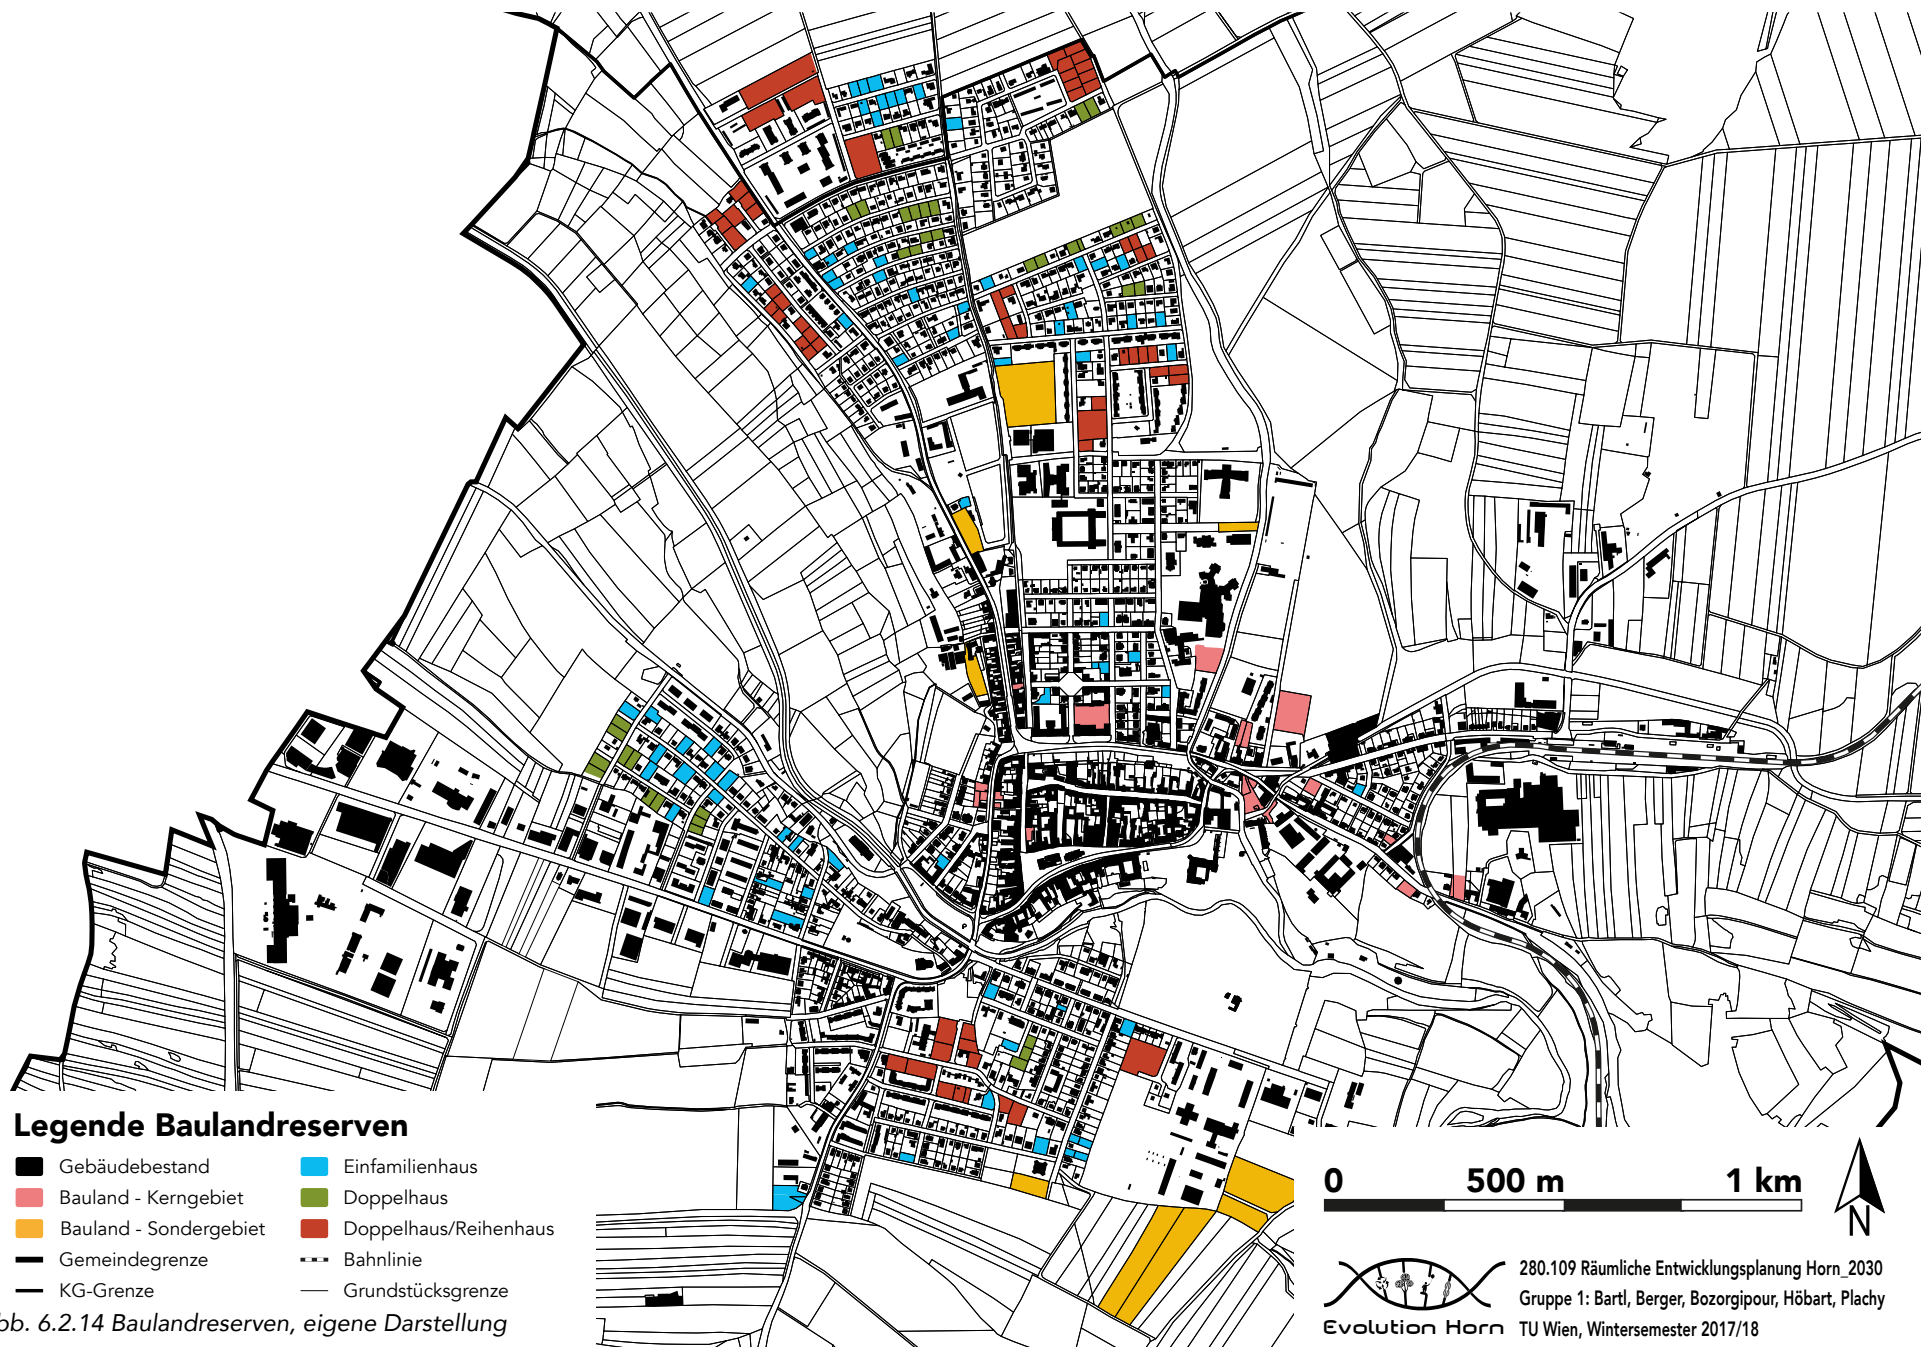 Legende Baulandreserven
Gebäudebestand
Bauland - Kerngebiet
Bauland - Sondergebiet
Gemeindegrenze
KG-Grenze
Einfamilienhaus
Doppelhaus
Doppelhaus/Reihenhaus
Bahnlinie
Grundstücksgrenze
bb. 6.2.14 Baulandreserven, eigene Darstellung
0 500 m 1 km
N
Evolution Horn
280.109 Räumliche Entwicklungsplanung Horn_2030
Gruppe 1: Bartl, Berger, Bozorgipour, Höbart, Plachy
TU Wien, Wintersemester 2017/18